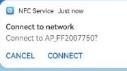 NFC Service Just now
Connect to network
Connect to AP_FF2007750?
CANCEL CONNECT